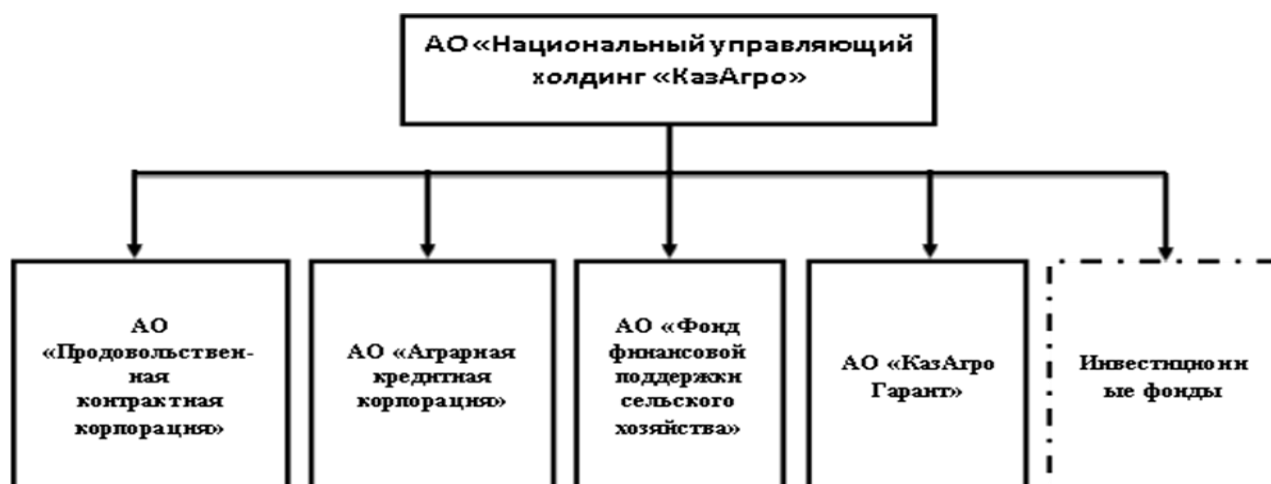 АО «Национальный управляющий
холдинг «КазАгро»
АО
«Продовольствен-
ная
контрактная
корпорация»
АО «Аграрная
кредитная
корпорация»
АО «Фонд
финансовой
поддержки
сельского
хозяйства»
АО «КазАгро
Гарант»
Инвестиционн
ые фонды